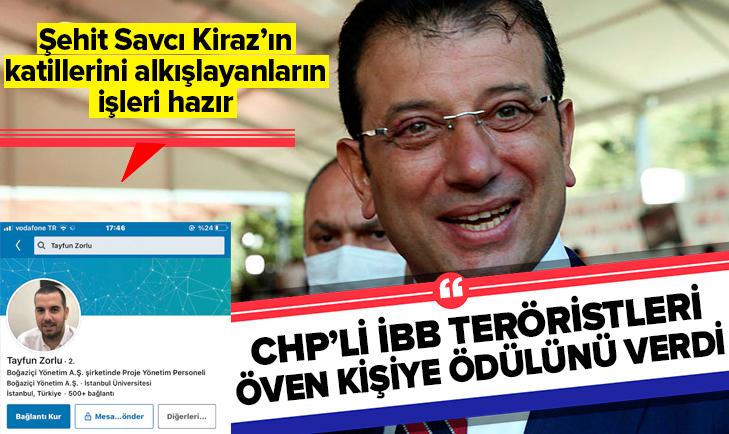 Şehit Savcı Kiraz’ın
katillerini alkışlayanların
işleri hazır
vodafone TR
17:46
%24
Tayfun Zorlu
Tayfun Zorlu · 2.
Boğaziçi Yönetim A.Ş. şirketinde Proje Yönetim Personeli
Boğaziçi Yönetim A.Ş. · İstanbul Üniversitesi
İstanbul, Türkiye · 500+ bağlantı
Bağlantı Kur
Mesa...önder
Diğerleri...
“
CHP’Lİ İBB TERÖRİSTLERİ
ÖVEN KİŞİYE ÖDÜLÜNÜ VERDİ